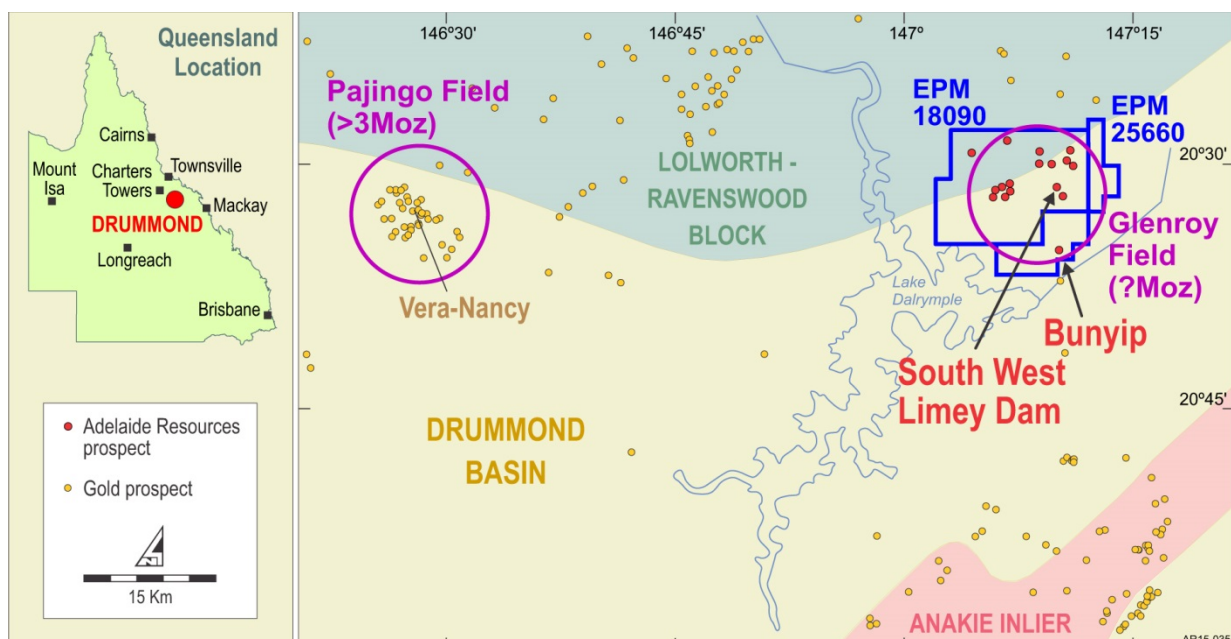 Queensland
Location
Cairns
Mount
Isa
Charters
Towers
Townsville
DRUMMOND
Mackay
Longreach
Brisbane
Adelaide Resources
prospect
Gold prospect
N
15 Km
146°30'
146°45'
147°
147°15'
Pajingo Field
(>3Moz)
Vera-Nancy
LOLWORTH -
RAVENSWOOD
BLOCK
EPM
18090
EPM
25660
20°30'
Glenroy
Field
(?Moz)
Lake
Dalrymple
Bunyip
South West
Limey Dam
20°45'
DRUMMOND
BASIN
ANAKIE INLIER